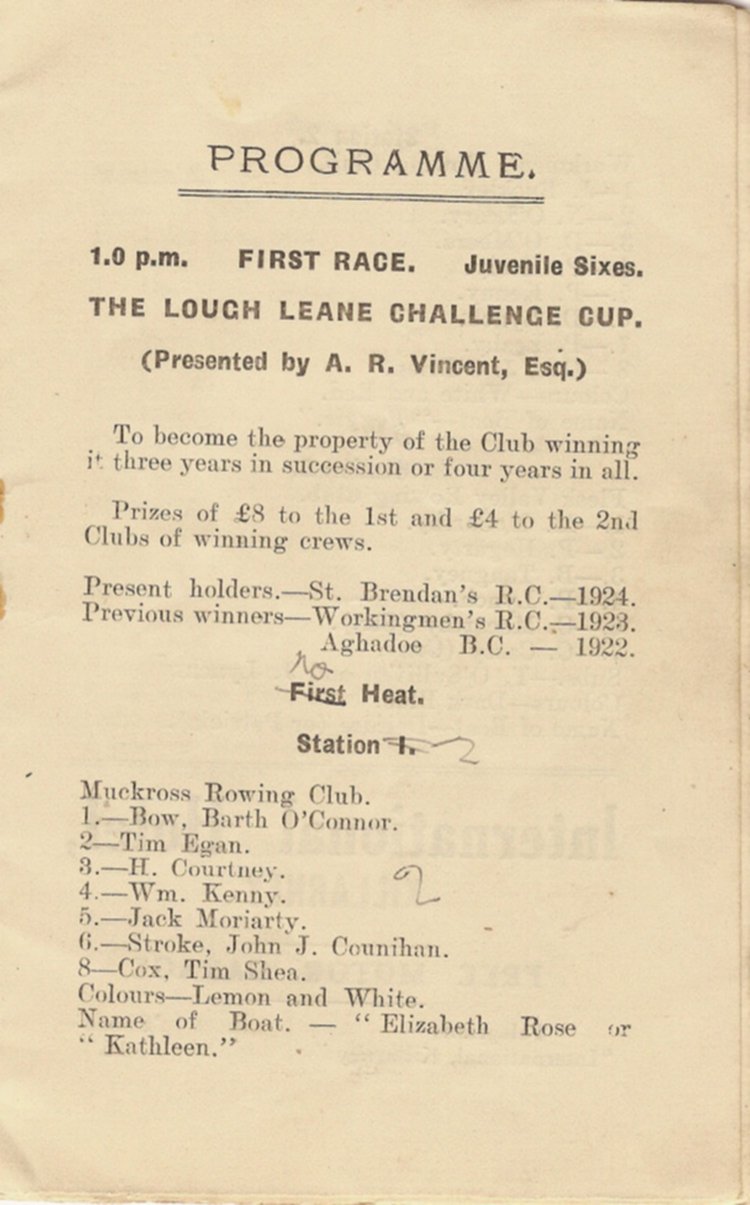 PROGRAMME.
1.0 p.m. FIRST RACE. Juvenile Sixes.
THE LOUGH LEANE CHALLENGE CUP.
(Presented by A. R. Vincent, Esq.)
To become the property of the Club winning
it three years in succession or four years in all.
Prizes of £8 to the 1st and £4 to the 2nd
Clubs of winning crews.
Present holders.—St. Brendan's R.C.—1924.
Previous winners—Workingmen's R.C.—1923.
Aghadoe B.C. — 1922.
no
First Heat.
Station 1. 2
Muckross Rowing Club.
1.—Bow, Barth O'Connor.
2—Tim Egan.
3.—H. Courtney.
4.—Wm. Kenny.
2
5.—Jack Moriarty.
6.—Stroke, John J. Counihan.
8—Cox, Tim Shea.
Colours—Lemon and White.
Name of Boat. — “ Elizabeth Rose or
“ Kathleen.”